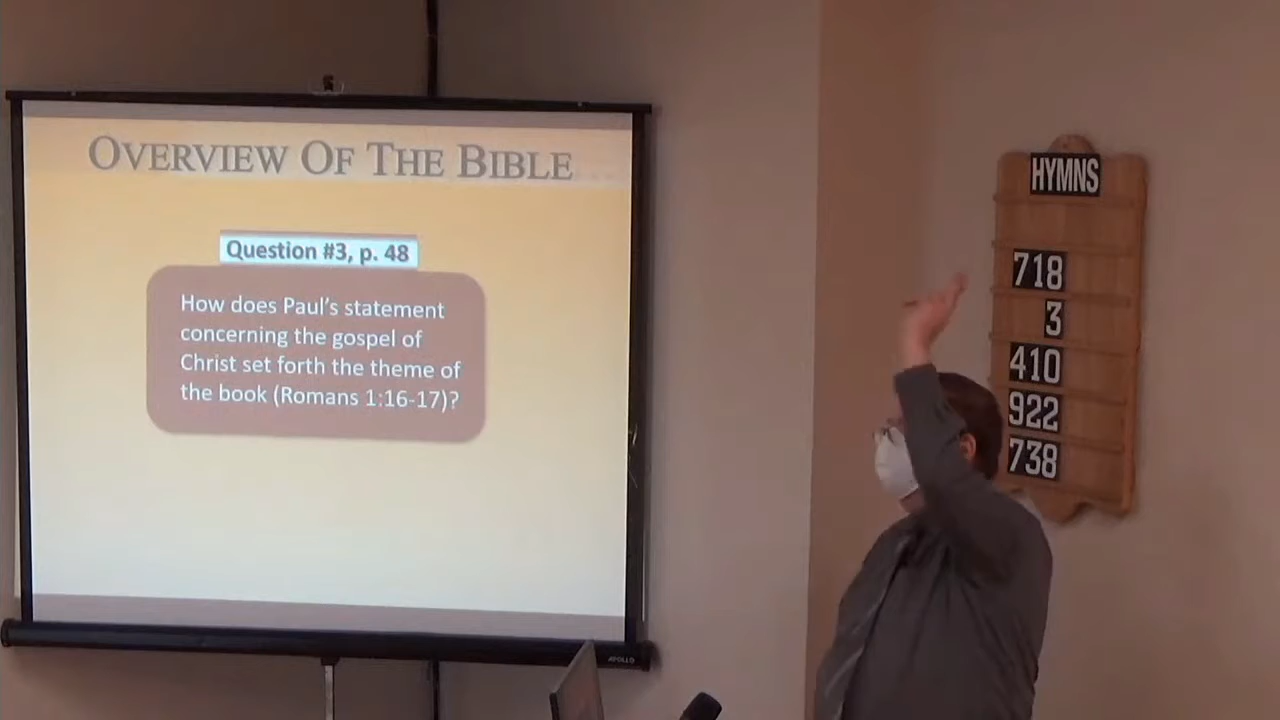 OVERVIEW OF THE BIBLE
Question #3, p. 48
How does Paul's statement
concerning the gospel of
Christ set forth the theme of
the book (Romans 1:16-17)?
APOLLO
HYMNS
718
3
410
922
738